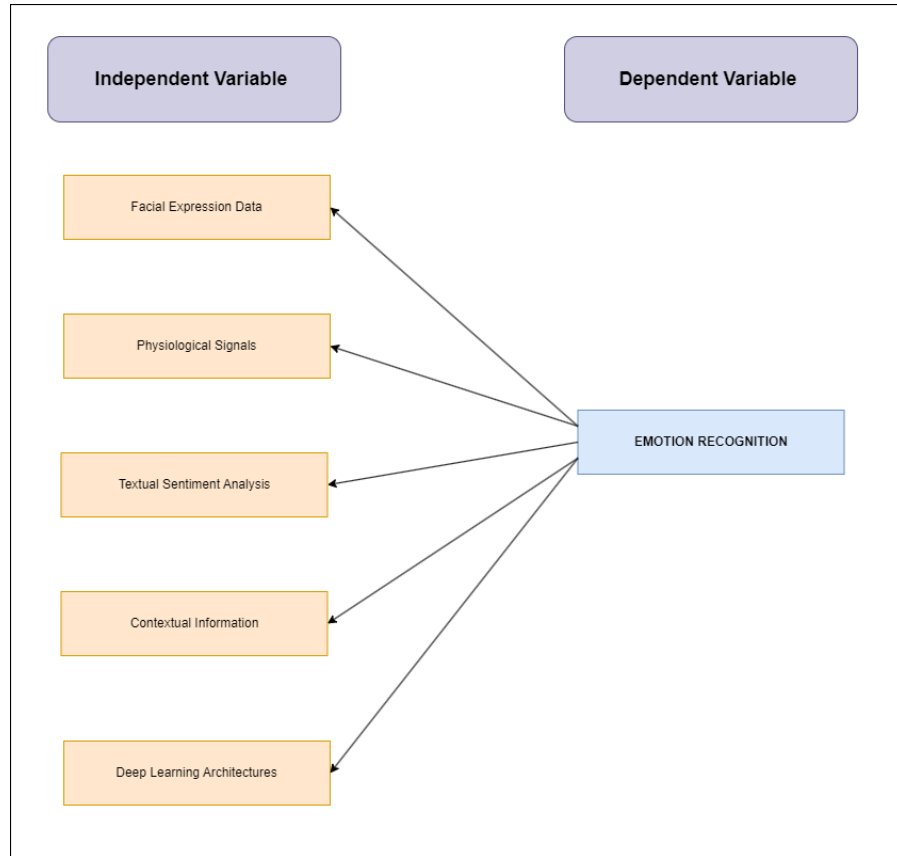 Independent Variable
Dependent Variable
Facial Expression Data
Physiological Signals
EMOTION RECOGNITION
Textual Sentiment Analysis
Contextual Information
Deep Learning Architectures